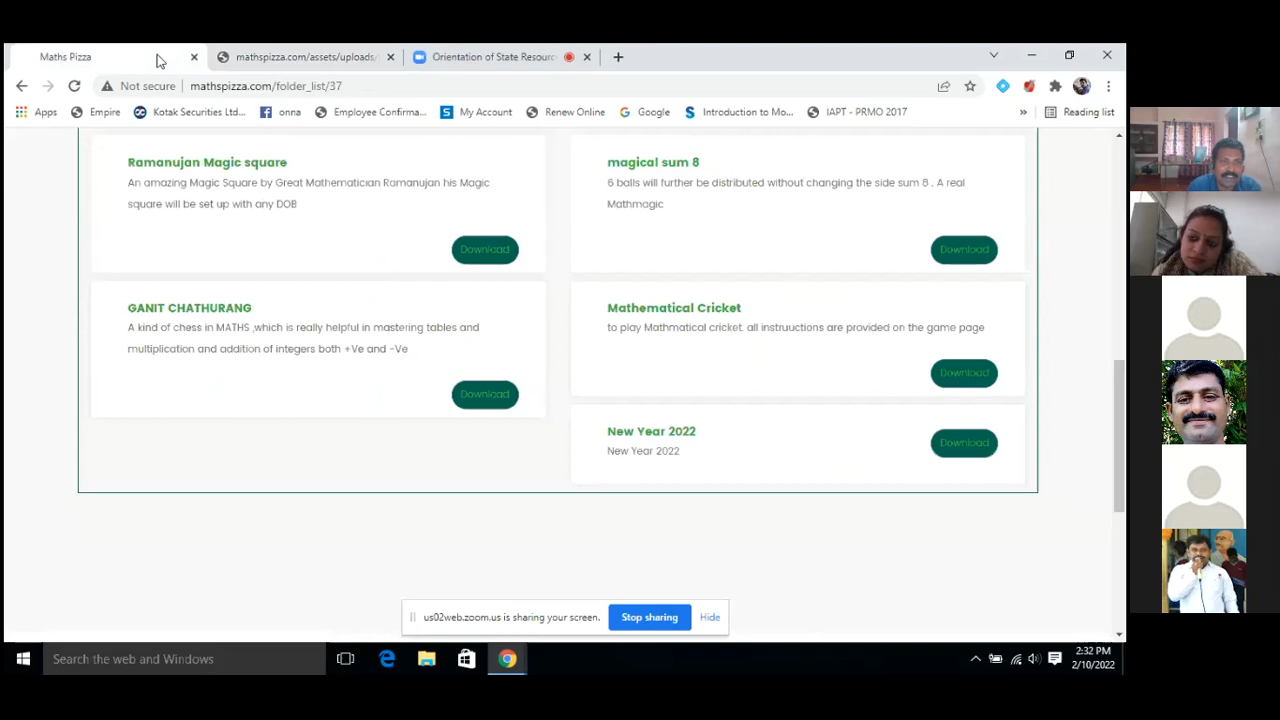 Maths Pizza
mathspizza.com/assets/uploads/
Orientation of State Resourc
Not secure
mathspizza.com/folder_list/37
Apps
Empire
Kotak Securities Ltd...
onna
Employee Confirma...
My Account
Renew Online
Google
Introduction to Mo...
IAPT - PRMO 2017
»
Reading list
Ramanujan Magic square
An amazing Magic Square by Great Mathematician Ramanujan his Magic
square will be set up with any DOB
Download
magical sum 8
6 balls will further be distributed without changing the side sum 8 . A real
Mathmagic
Download
GANIT CHATHURANG
A kind of chess in MATHS ,which is really helpful in mastering tables and
multiplication and addition of integers both +Ve and -Ve
Download
Mathematical Cricket
to play Mathmatical cricket. all instruuctions are provided on the game page
Download
New Year 2022
New Year 2022
Download
us02web.zoom.us is sharing your screen.
Stop sharing
Hide
Search the web and Windows
2:32 PM
2/10/2022